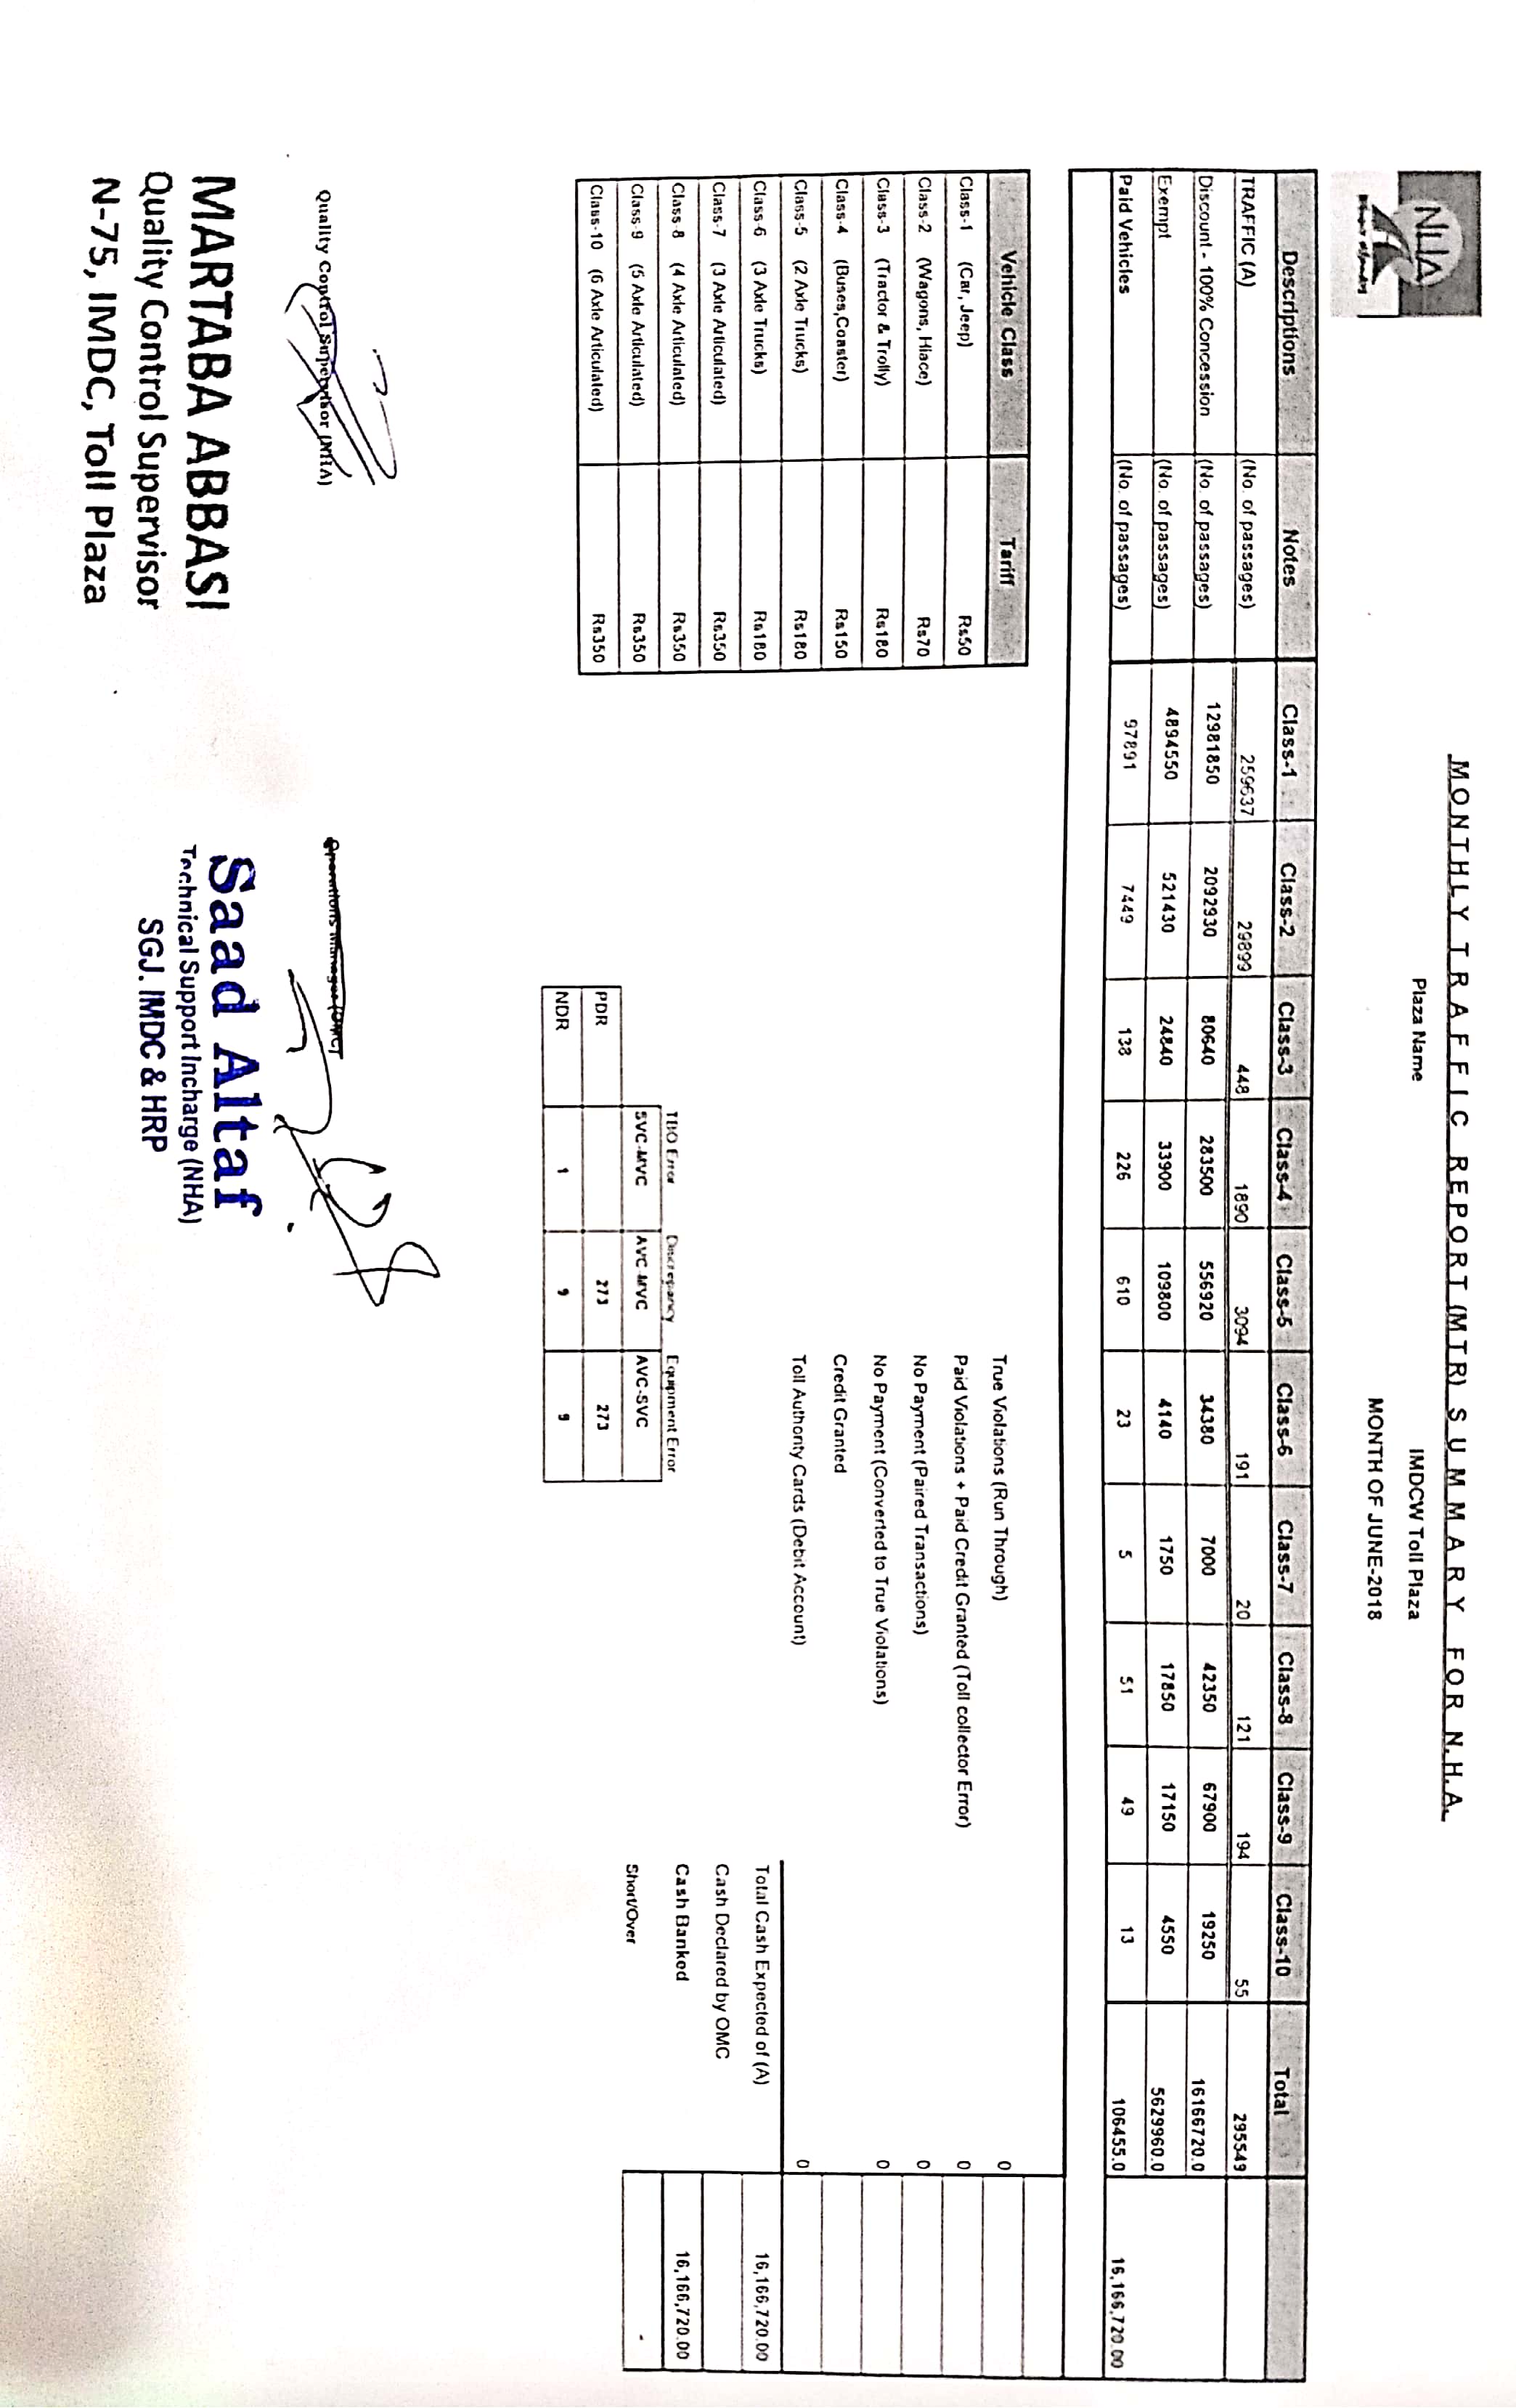 NHA
MONTHLY TRAFFIC REPORT (MTR) SUMMARY FOR N.H.A.
Plaza Name IMDCW Toll Plaza
MONTH OF JUNE-2018
Descriptions Notes Class-1 Class-2 Class-3 Class-4 Class-5 Class-6 Class-7 Class-8 Class-9 Class-10 Total
TRAFFIC (A) (No. of passages) 259637 29899 448 1890 3094 191 20 121 194 55 295549
Discount - 100% Concession (No. of passages) 12981850 2092930 80640 283500 556920 34380 7000 42350 67900 19250 16166720.0
Exempt (No. of passages) 4894550 521430 24840 33900 109800 4140 1750 17850 17150 4550 5629960.0
Paid Vehicles (No. of passages) 97891 7449 138 226 610 23 5 51 49 13 106455.0 16,166,720.00
Vehicle Class Tariff
Class-1 (Car, Jeep) Rs50
Class-2 (Wagons, Hiace) Rs70
Class-3 (Tractor & Trolly) Rs180
Class-4 (Buses,Coaster) Rs150
Class-5 (2 Axle Trucks) Rs180
Class-6 (3 Axle Trucks) Rs180
Class-7 (3 Axle Articulated) Rs350
Class-8 (4 Axle Articulated) Rs350
Class-9 (5 Axle Articulated) Rs350
Class-10 (6 Axle Articulated) Rs350
True Violations (Run Through) 0
Paid Violations + Paid Credit Granted (Toll collector Error) 0
No Payment (Paired Transactions) 0
No Payment (Converted to True Violations) 0
Credit Granted
Toll Authority Cards (Debit Account) 0
Total Cash Expected of (A) 16,166,720.00
Cash Declared by OMC
Cash Banked 16,166,720.00
Short/Over -
Error Discrepancy Equipment Error
SVC-MVC AVC-MVC AVC-SVC
PDR 273 273
NDR 1 9 9
Quality Control Supervisor (NHA)
MARTABA ABBASI
Quality Control Supervisor
N-75, IMDC, Toll Plaza
Operations Manager (OMC)
Saad Altaf
Technical Support Incharge (NHA)
SGJ. IMDC & HRP